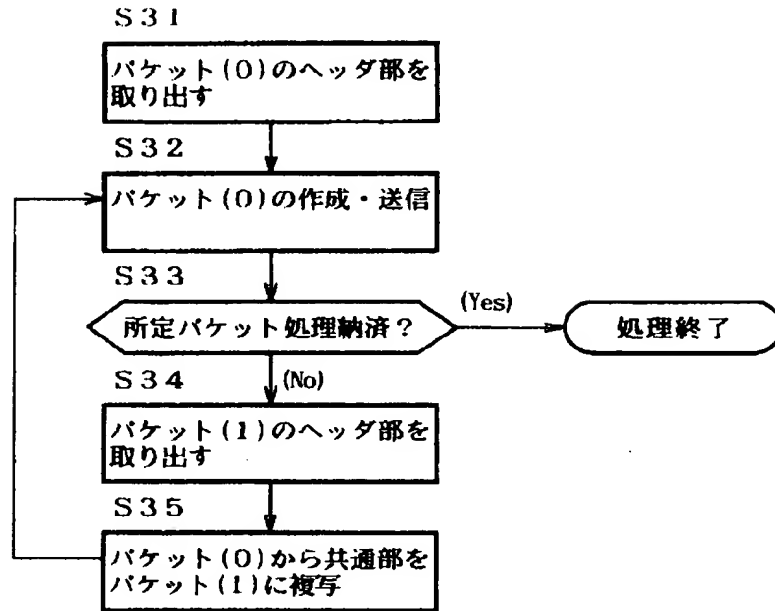 S31
パケット(0)のヘッダ部を
取り出す
S32
パケット(0)の作成・送信
S33
所定パケット処理納済?
(Yes)
処理終了
S34
(No)
パケット(1)のヘッダ部を
取り出す
S35
パケット(0)から共通部を
パケット(1)に複写